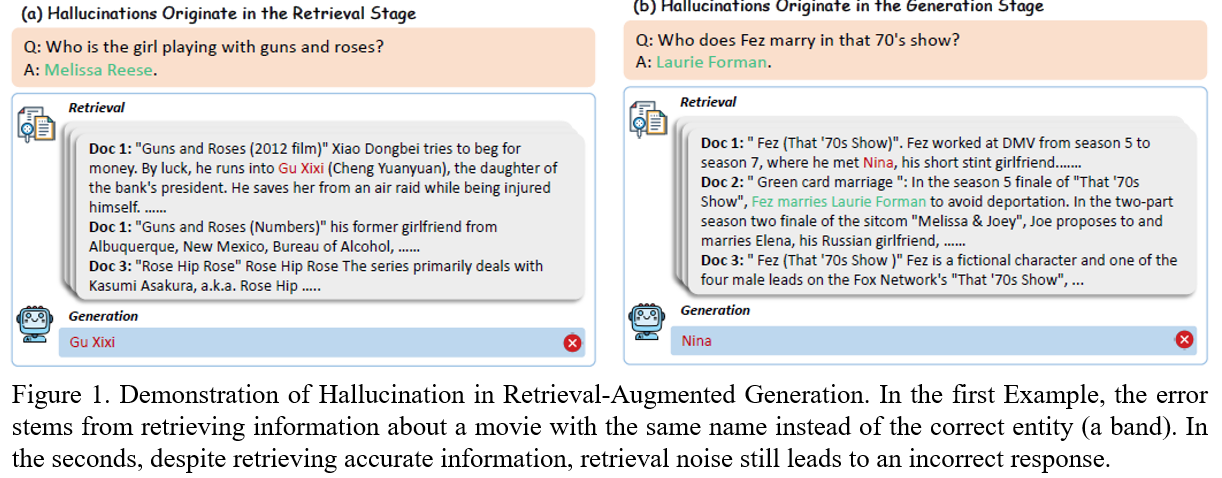 (a) Hallucinations Originate in the Retrieval Stage
Q: Who is the girl playing with guns and roses?
A: Melissa Reese.
Retrieval
Doc 1: "Guns and Roses (2012 film)" Xiao Dongbei tries to beg for
money. By luck, he runs into Gu Xixi (Cheng Yuanyuan), the daughter of
the bank's president. He saves her from an air raid while being injured
himself. ......
Doc 1: "Guns and Roses (Numbers)" his former girlfriend from
Albuquerque, New Mexico, Bureau of Alcohol, ......
Doc 3: "Rose Hip Rose" Rose Hip Rose The series primarily deals with
Kasumi Asakura, a.k.a. Rose Hip .....
Generation
Gu Xixi
(b) Hallucinations Originate in the Generation Stage
Q: Who does Fez marry in that 70's show?
A: Laurie Forman.
Retrieval
Doc 1: " Fez (That '70s Show)". Fez worked at DMV from season 5 to
season 7, where he met Nina, his short stint girlfriend.......
Doc 2: " Green card marriage ": In the season 5 finale of "That '70s
Show", Fez marries Laurie Forman to avoid deportation. In the two-part
season two finale of the sitcom "Melissa & Joey", Joe proposes to and
marries Elena, his Russian girlfriend, ......
Doc 3: " Fez (That '70s Show )" Fez is a fictional character and one of the
four male leads on the Fox Network's "That '70s Show", ...
Generation
Nina
Figure 1. Demonstration of Hallucination in Retrieval-Augmented Generation. In the first Example, the error
stems from retrieving information about a movie with the same name instead of the correct entity (a band). In
the seconds, despite retrieving accurate information, retrieval noise still leads to an incorrect response.